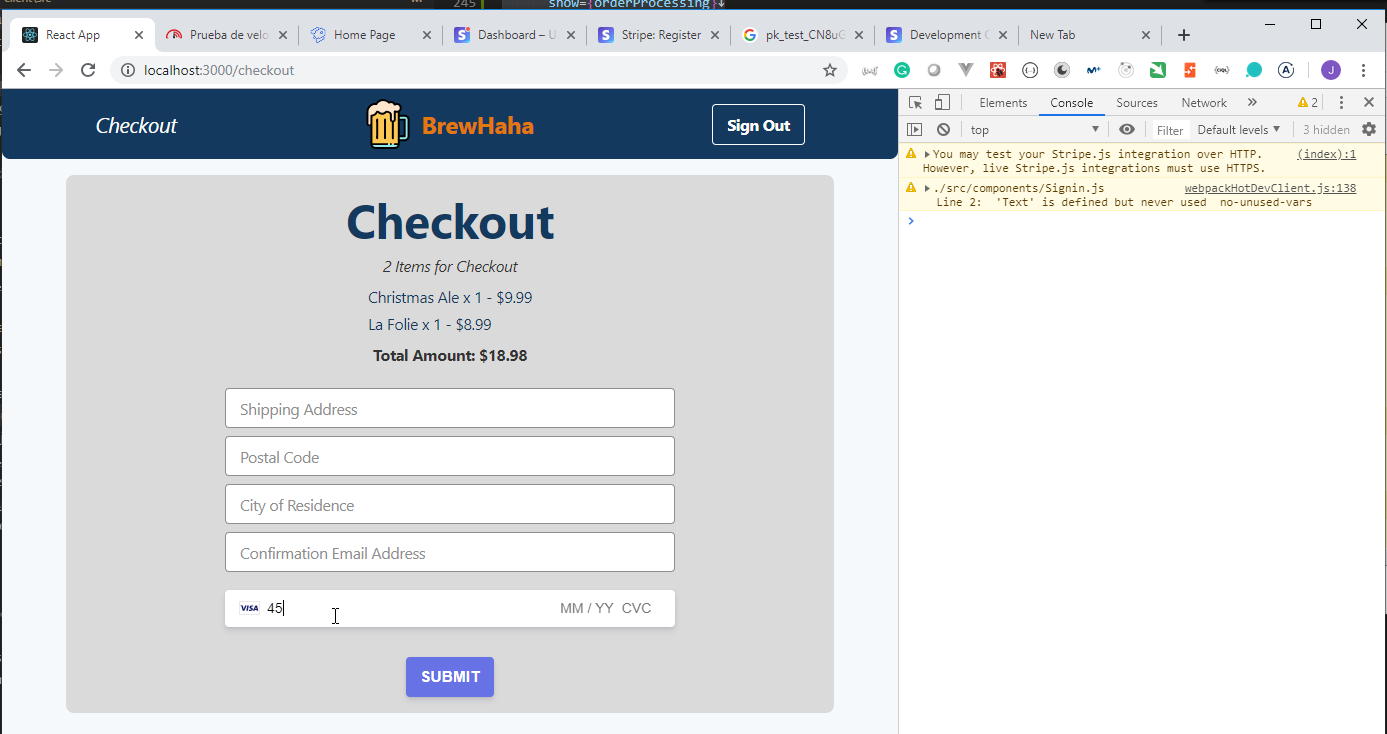 245 show={orderProcessing}
React App
Prueba de velo
Home Page
Dashboard – U
Stripe: Register
pk_test_CN8uG
Development
New Tab
localhost:3000/checkout
J
Checkout
BrewHaha
Sign Out
Elements Console Sources Network 2
top Filter Default levels 3 hidden
You may test your Stripe.js integration over HTTP. (index):1
However, live Stripe.js integrations must use HTTPS.
./src/components/Signin.js webpackHotDevClient.js:138
Line 2: 'Text' is defined but never used no-unused-vars
Checkout
2 Items for Checkout
Christmas Ale x 1 - $9.99
La Folie x 1 - $8.99
Total Amount: $18.98
Shipping Address
Postal Code
City of Residence
Confirmation Email Address
VISA 45 MM / YY CVC
SUBMIT